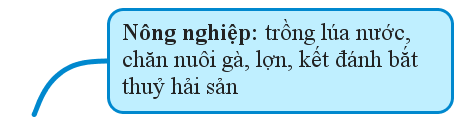 Nông nghiệp: trồng lúa nước,
chăn nuôi gà, lợn, kết đánh bắt
thuỷ hải sản